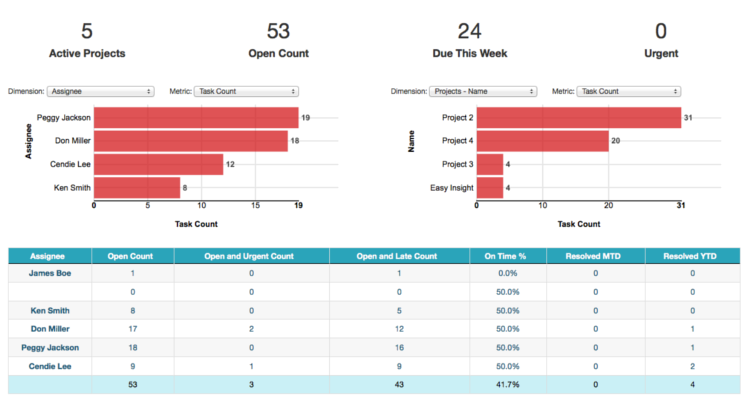 5 53 24 0
Active Projects Open Count Due This Week Urgent
Dimension: Assignee Metric: Task Count Dimension: Projects - Name Metric: Task Count
Assignee
Peggy Jackson 19
Don Miller 18
Cendie Lee 12
Ken Smith 8
0 5 10 15 19
Task Count
Name
Project 2 31
Project 4 20
Project 3 4
Easy Insight 4
0 10 20 31
Task Count
Assignee Open Count Open and Urgent Count Open and Late Count On Time % Resolved MTD Resolved YTD
James Boe 1 0 1 0.0% 0 0
0 0 0 50.0% 0 0
Ken Smith 8 0 5 50.0% 0 0
Don Miller 17 2 12 50.0% 0 1
Peggy Jackson 18 0 16 50.0% 0 1
Cendie Lee 9 1 9 50.0% 0 2
53 3 43 41.7% 0 4